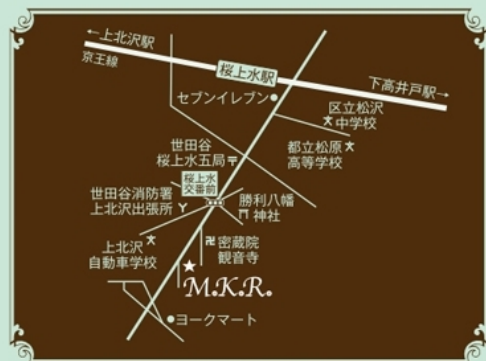 ←上北沢駅
京王線
桜上水駅
下高井戸駅→
セブンイレブン
区立松沢
中学校
世田谷
桜上水五局〒
都立松原
高等学校
桜上水
交番前
世田谷消防署
上北沢出張所
勝利八幡
神社
上北沢
自動車学校
卍密蔵院
観音寺
★
M.K.R.
ヨークマート